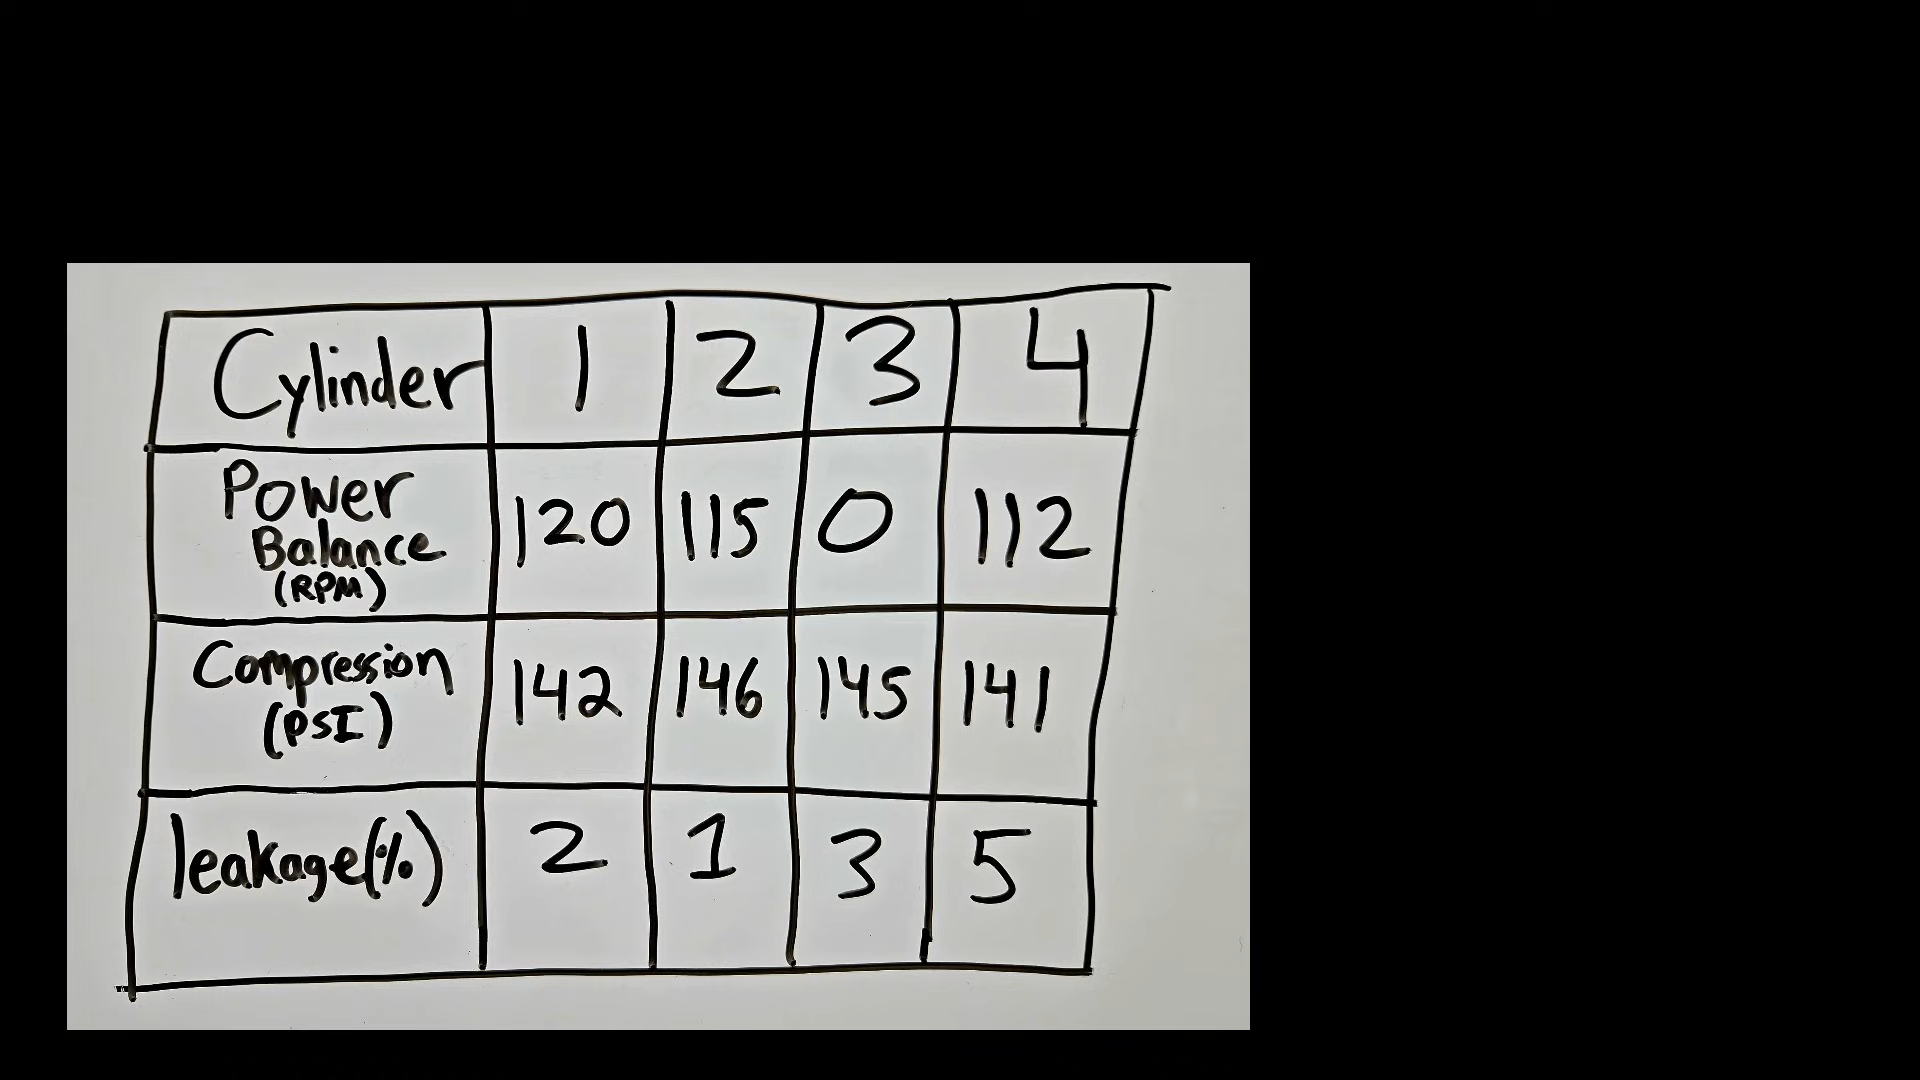 Cylinder 1 2 3 4
Power
Balance
(RPM) 120 115 0 112
Compression
(PSI) 142 146 145 141
leakage(%) 2 1 3 5